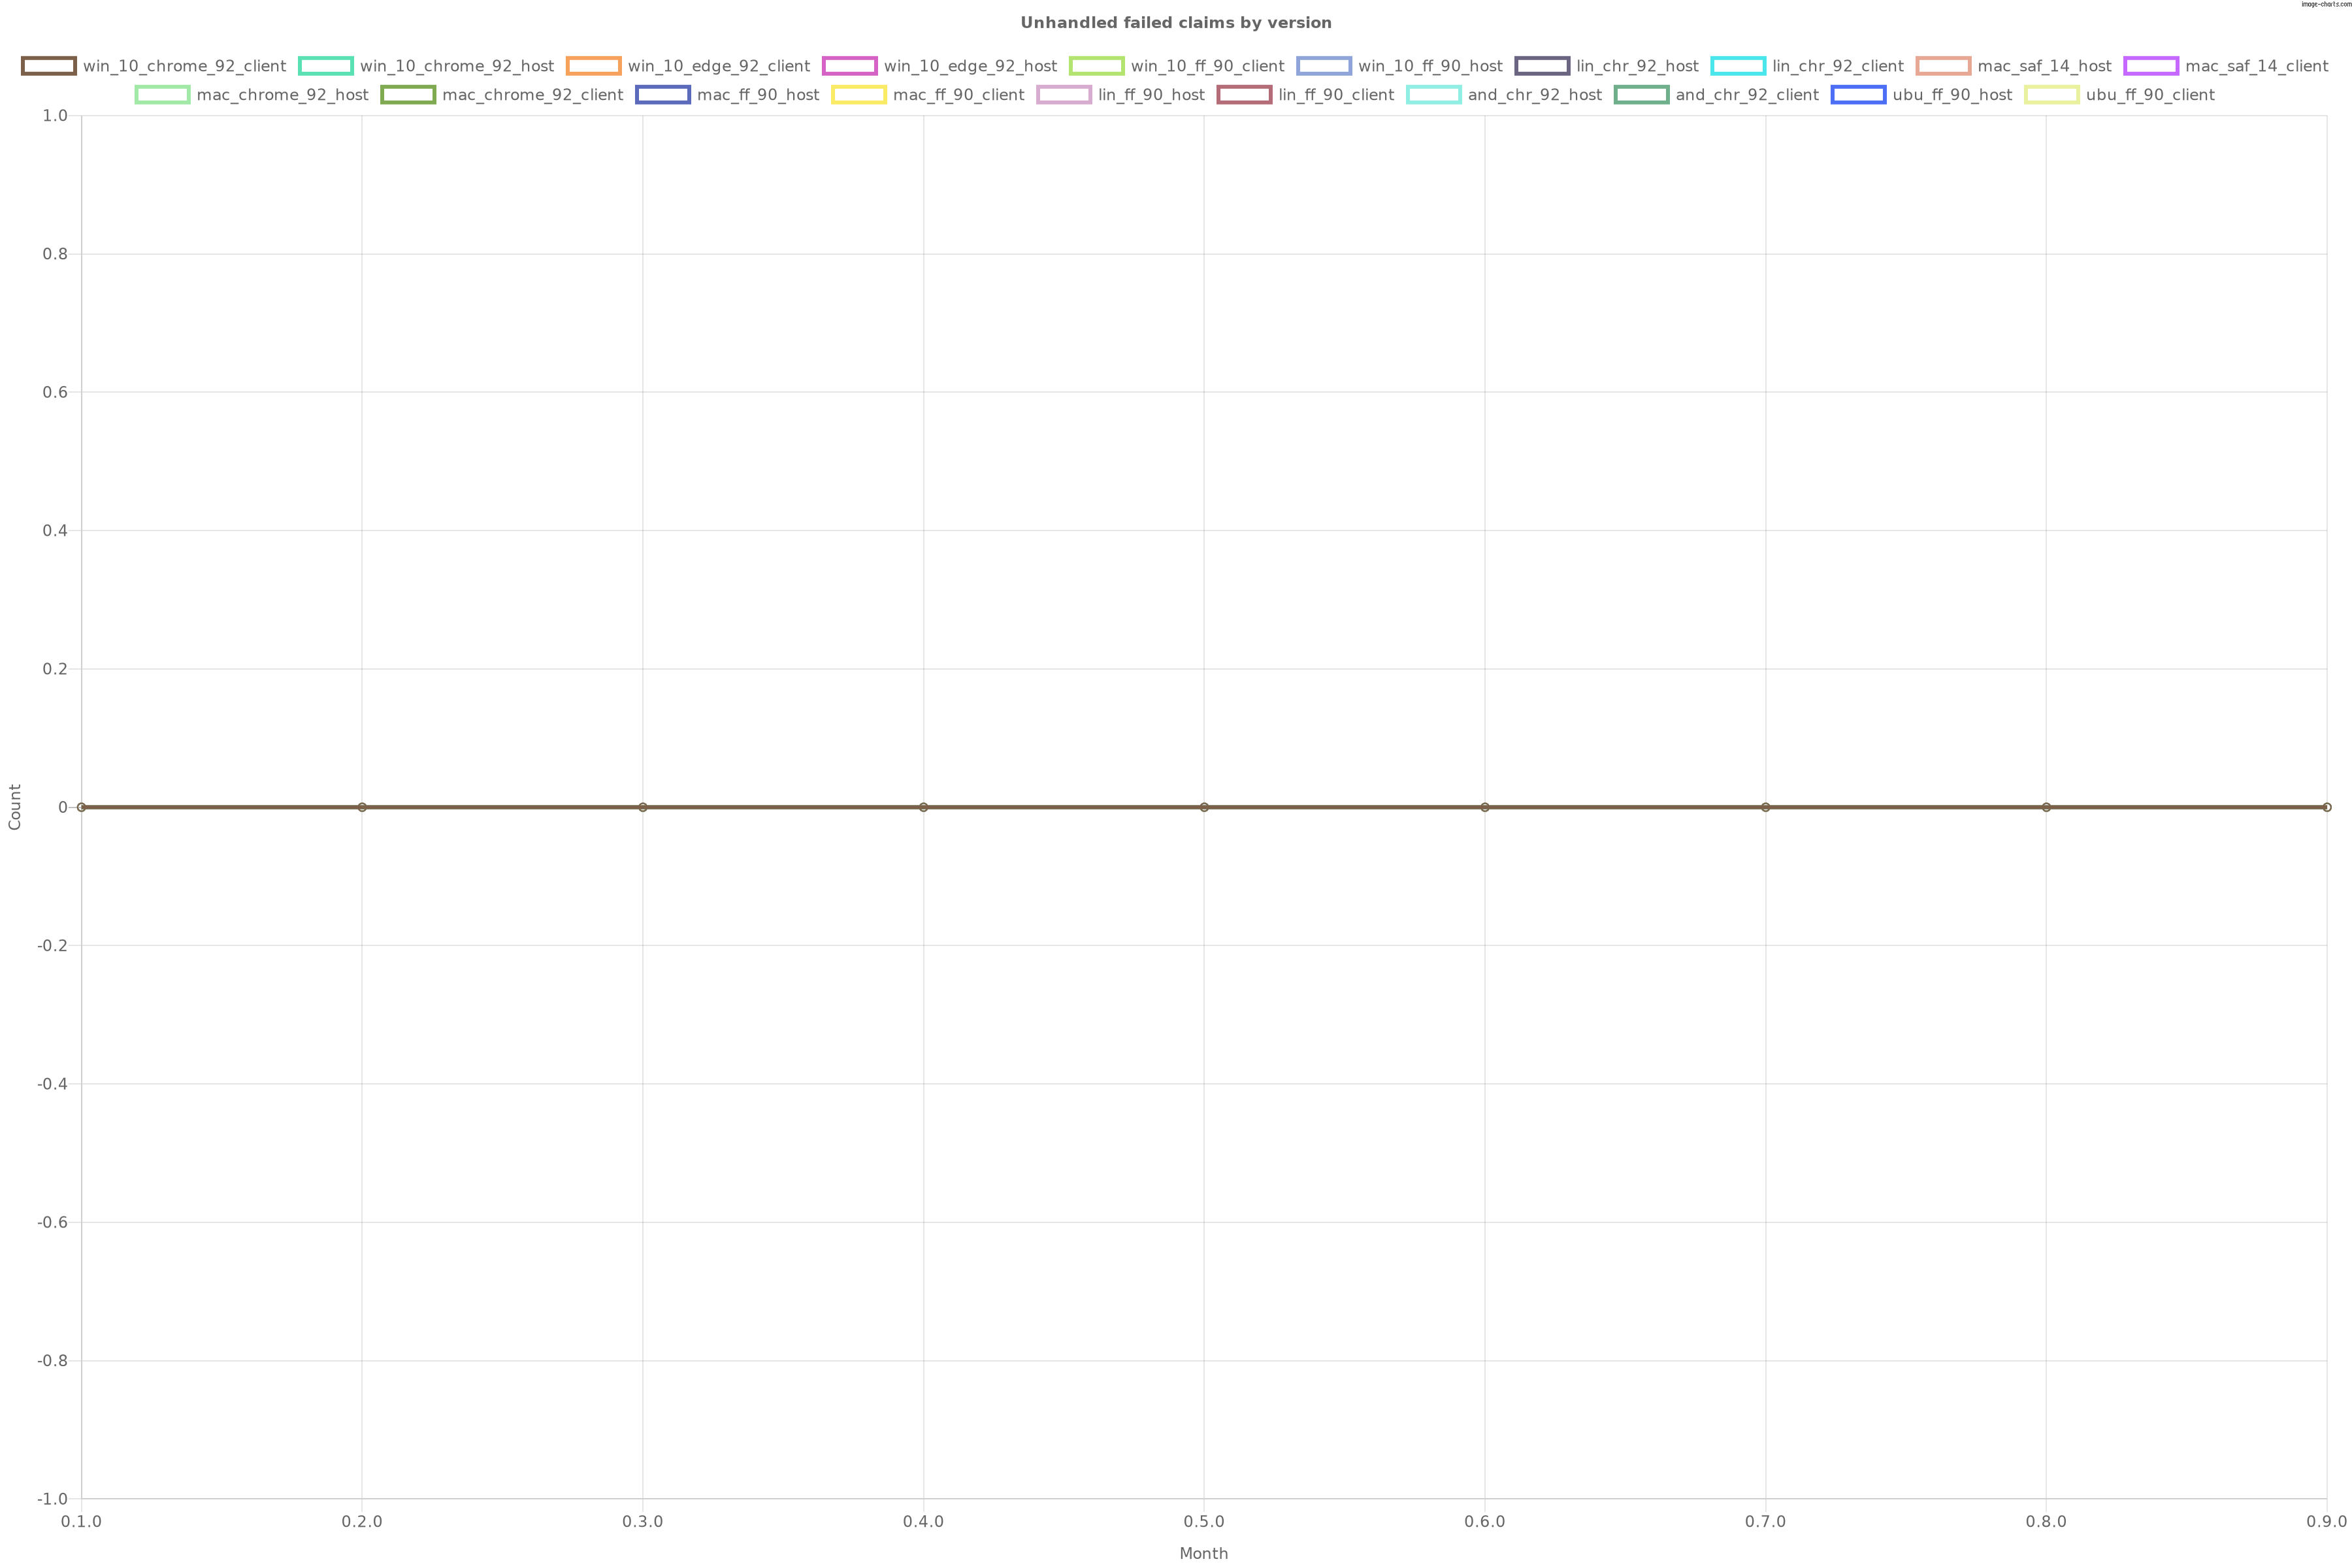 image-charts.com
Unhandled failed claims by version
win_10_chrome_92_client win_10_chrome_92_host win_10_edge_92_client win_10_edge_92_host win_10_ff_90_client win_10_ff_90_host lin_chr_92_host lin_chr_92_client mac_saf_14_host mac_saf_14_client
mac_chrome_92_host mac_chrome_92_client mac_ff_90_host mac_ff_90_client lin_ff_90_host lin_ff_90_client and_chr_92_host and_chr_92_client ubu_ff_90_host ubu_ff_90_client
1.0
0.8
0.6
0.4
0.2
0
-0.2
-0.4
-0.6
-0.8
-1.0
Count
0.1.0 0.2.0 0.3.0 0.4.0 0.5.0 0.6.0 0.7.0 0.8.0 0.9.0
Month